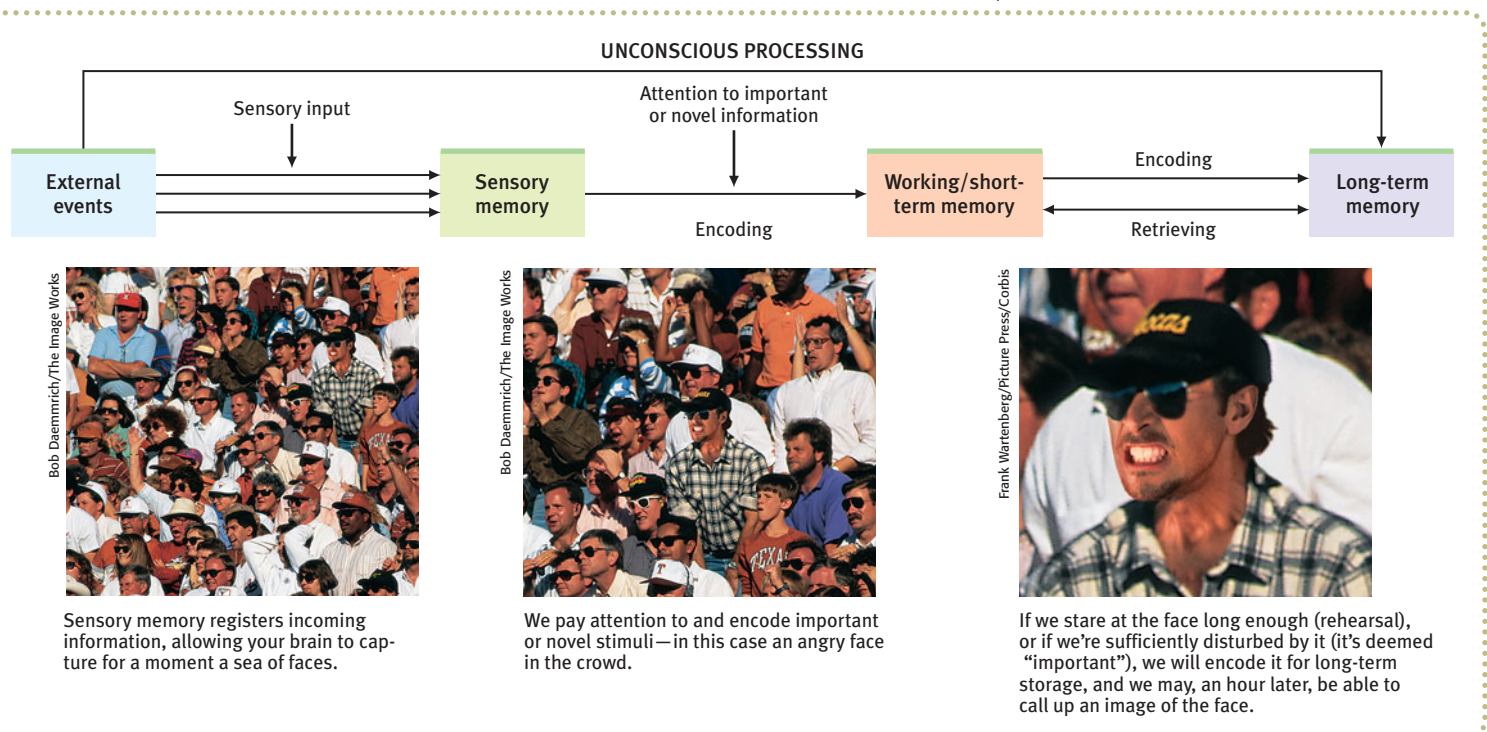 UNCONSCIOUS PROCESSING
Sensory input
Attention to important
or novel information
External
events
Sensory
memory
Encoding
Working/short-
term memory
Encoding
Retrieving
Long-term
memory
Bob Daemmrich/The Image Works
Bob Daemmrich/The Image Works
Frank Wartenberg/Picture Press/Corbis
TEXA
TEXA
Texas
Sensory memory registers incoming
information, allowing your brain to cap-
ture for a moment a sea of faces.
We pay attention to and encode important
or novel stimuli—in this case an angry face
in the crowd.
If we stare at the face long enough (rehearsal),
or if we’re sufficiently disturbed by it (it’s deemed
“important”), we will encode it for long-term
storage, and we may, an hour later, be able to
call up an image of the face.